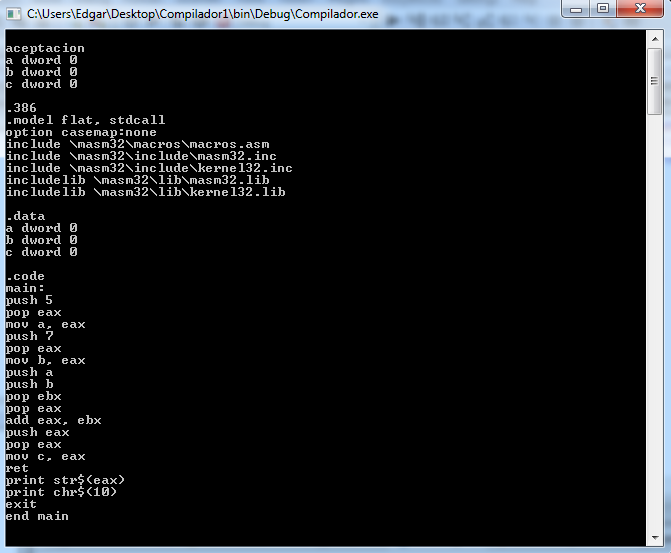 C:\Users\Edgar\Desktop\Compilador1\bin\Debug\Compilador.exe
aceptacion
a dword 0
b dword 0
c dword 0
.386
.model flat, stdcall
option casemap:none
include \masm32\macros\macros.asm
include \masm32\include\masm32.inc
include \masm32\include\kernel32.inc
includelib \masm32\lib\masm32.lib
includelib \masm32\lib\kernel32.lib
.data
a dword 0
b dword 0
c dword 0
.code
main:
push 5
pop eax
mov a, eax
push 7
pop eax
mov b, eax
push a
push b
pop ebx
pop eax
add eax, ebx
push eax
pop eax
mov c, eax
ret
print str$(eax)
print chr$(10)
exit
end main